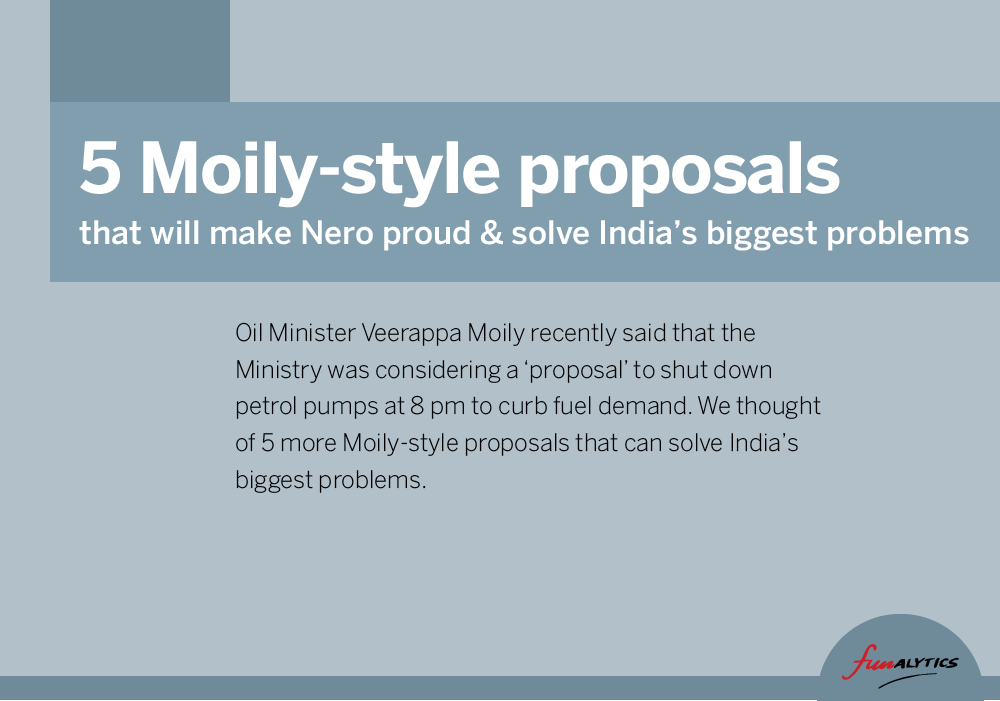 5 Moily-style proposals
that will make Nero proud & solve India's biggest problems
Oil Minister Veerappa Moily recently said that the
Ministry was considering a ‘proposal’ to shut down
petrol pumps at 8 pm to curb fuel demand. We thought
of 5 more Moily-style proposals that can solve India’s
biggest problems.
funALYTICS